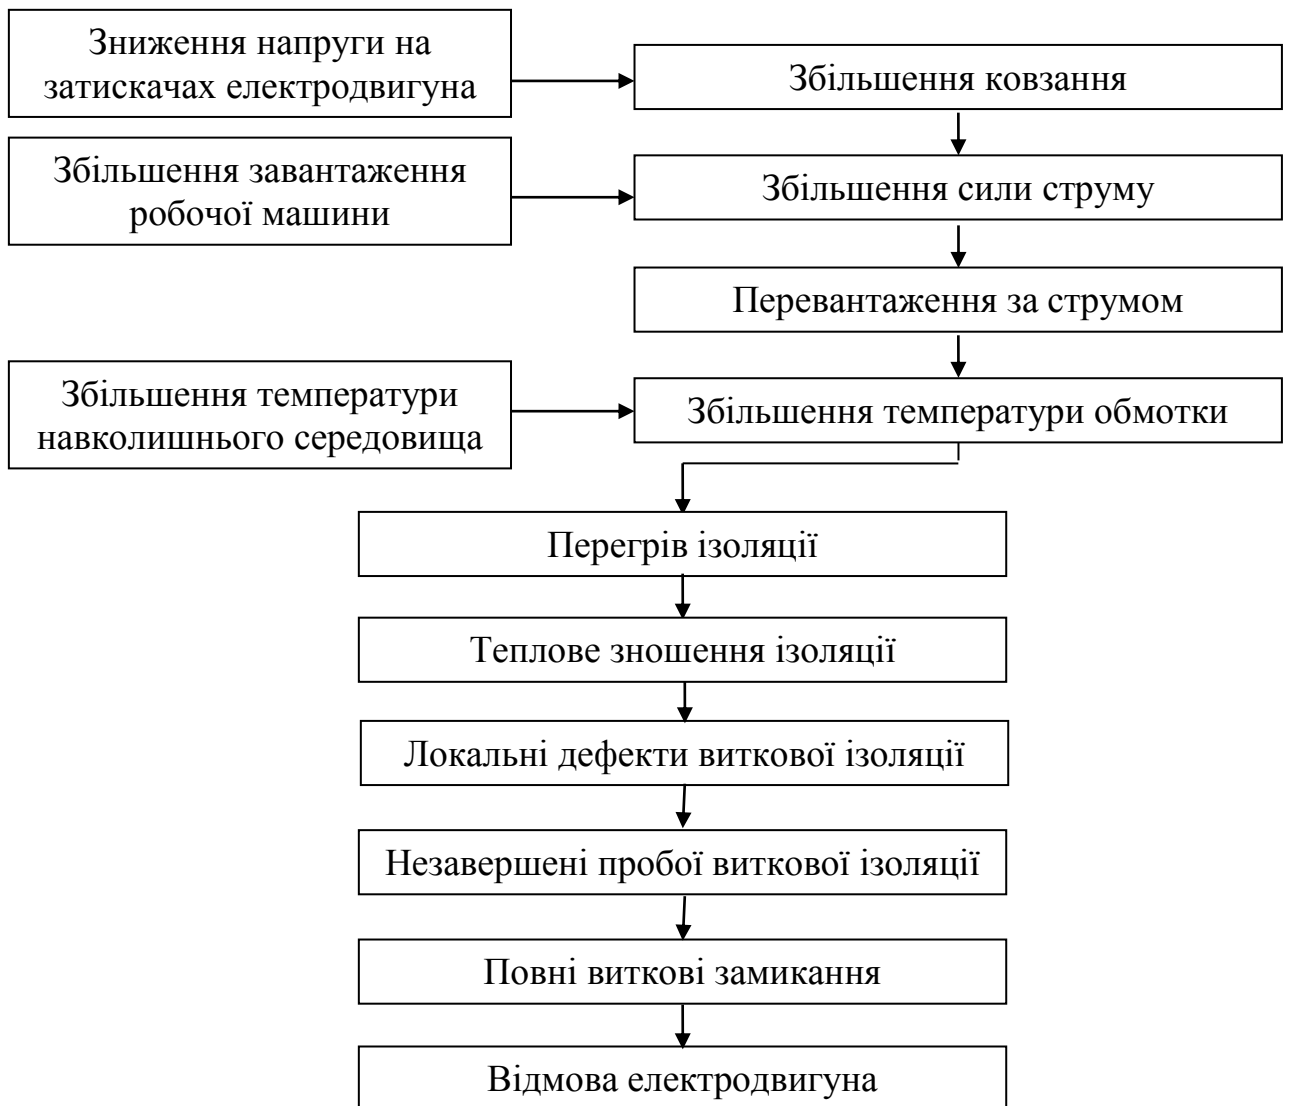 Зниження напруги на
затискачах електродвигуна
Збільшення ковзання
Збільшення завантаження
робочої машини
Збільшення сили струму
Перевантаження за струмом
Збільшення температури
навколишнього середовища
Збільшення температури обмотки
Перегрів ізоляції
Теплове зношення ізоляції
Локальні дефекти виткової ізоляції
Незавершені пробої виткової ізоляції
Повні виткові замикання
Відмова електродвигуна